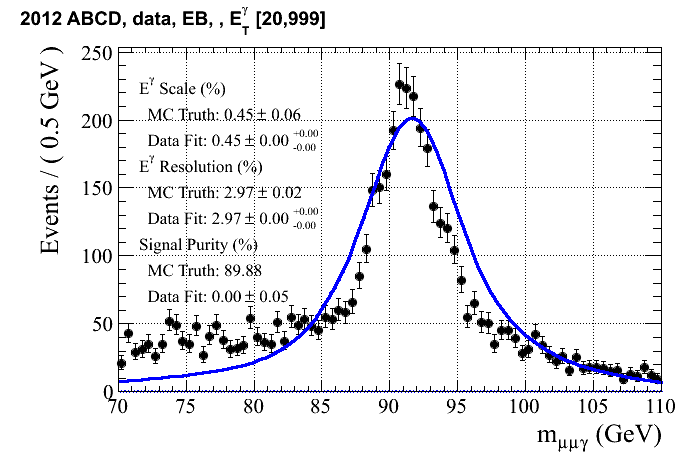 2012 ABCD, data, EB, , E_T^γ [20,999]
Events / ( 0.5 GeV )
250
200
150
100
50
0
E^γ Scale (%)
MC Truth: 0.45 ± 0.06
Data Fit: 0.45 ± 0.00 +0.00 -0.00
E^γ Resolution (%)
MC Truth: 2.97 ± 0.02
Data Fit: 2.97 ± 0.00 +0.00 -0.00
Signal Purity (%)
MC Truth: 89.88
Data Fit: 0.00 ± 0.05
70 75 80 85 90 95 100 105 110
m_μμγ (GeV)